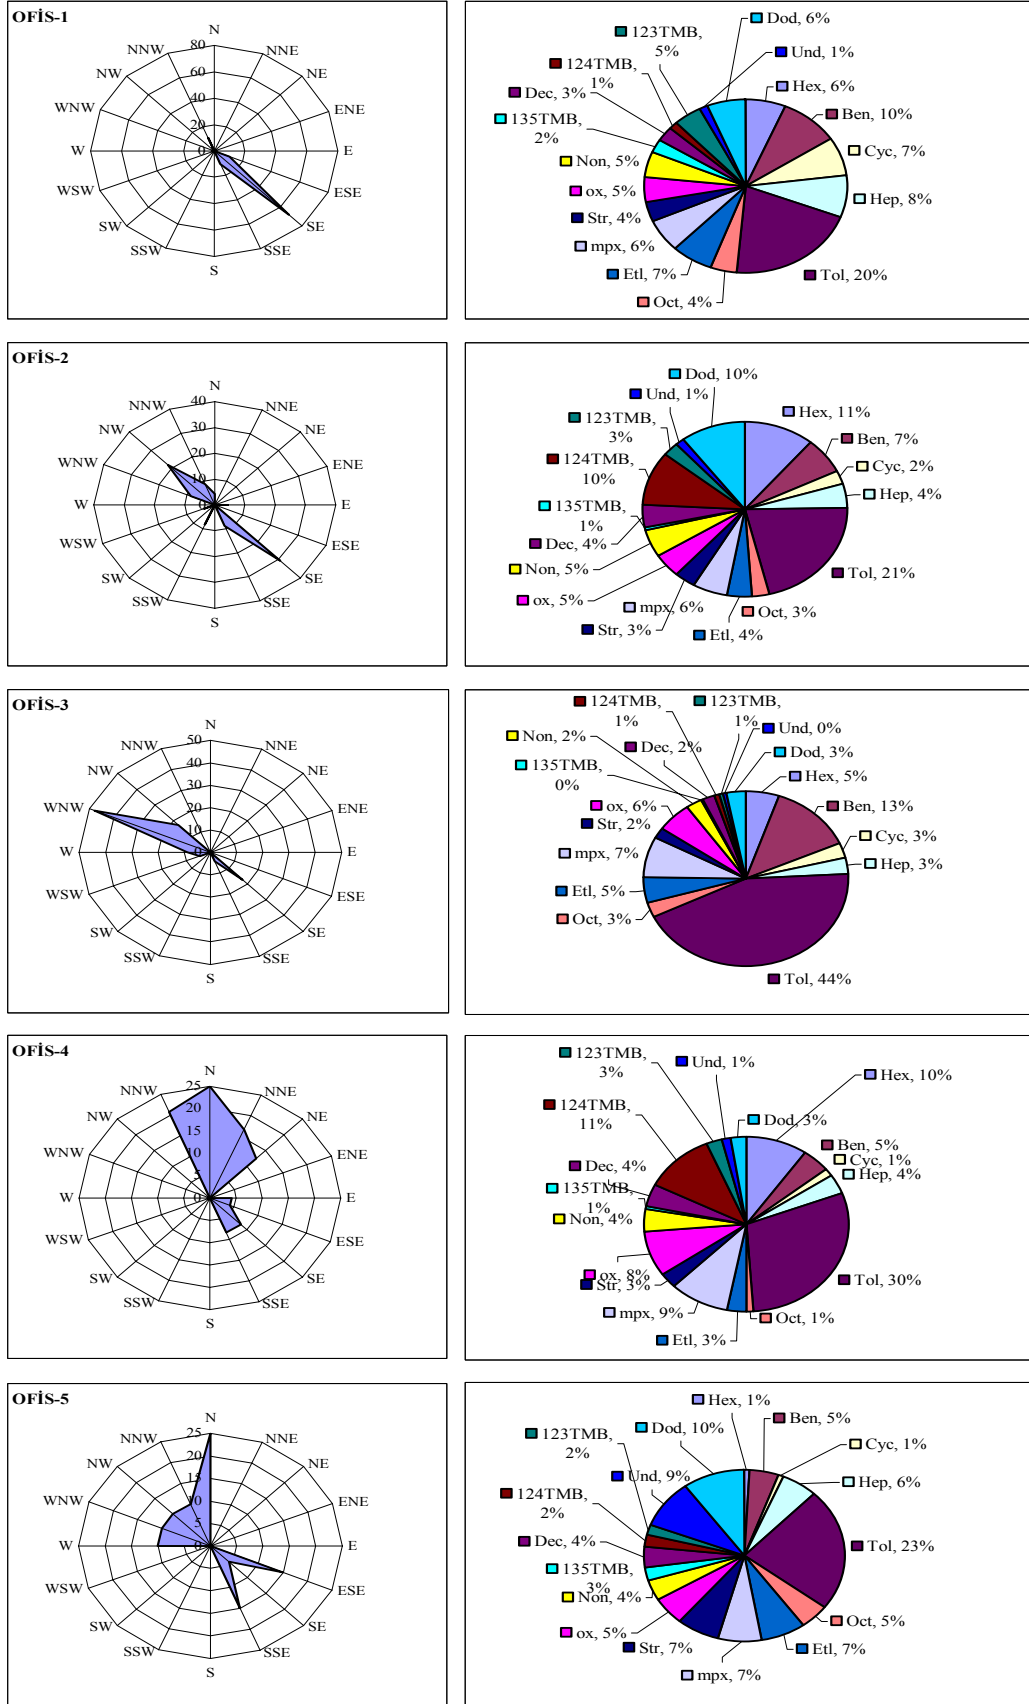 OFİS-1
N
NNE
NE
ENE
E
ESE
SE
SSE
S
SSW
SW
WSW
W
WNW
NW
NNW
80
60
40
20
0
Dod, 6%
123TMB,
5%
Und, 1%
124TMB,
1%
Hex, 6%
Dec, 3%
Ben, 10%
135TMB,
2%
Cyc, 7%
Non, 5%
ox, 5%
Hep, 8%
Str, 4%
mpx, 6%
Etl, 7%
Tol, 20%
Oct, 4%
OFİS-2
N
NNE
NE
ENE
E
ESE
SE
SSE
S
SSW
SW
WSW
W
WNW
NW
NNW
40
30
20
10
0
Dod, 10%
Und, 1%
Hex, 11%
123TMB,
3%
Ben, 7%
124TMB,
10%
Cyc, 2%
Hep, 4%
135TMB,
1%
Dec, 4%
Non, 5%
Tol, 21%
ox, 5%
mpx, 6%
Oct, 3%
Str, 3%
Etl, 4%
OFİS-3
N
NNE
NE
ENE
E
ESE
SE
SSE
S
SSW
SW
WSW
W
WNW
NW
NNW
50
40
30
20
10
0
124TMB,
1%
123TMB,
1%
Und, 0%
Non, 2%
Dec, 2%
Dod, 3%
135TMB,
0%
Hex, 5%
ox, 6%
Ben, 13%
Str, 2%
Cyc, 3%
mpx, 7%
Hep, 3%
Etl, 5%
Oct, 3%
Tol, 44%
OFİS-4
N
NNE
NE
ENE
E
ESE
SE
SSE
S
SSW
SW
WSW
W
WNW
NW
NNW
25
20
15
10
5
0
123TMB,
3%
Und, 1%
Hex, 10%
124TMB,
11%
Dod, 3%
Ben, 5%
Cyc, 1%
Dec, 4%
Hep, 4%
135TMB,
1%
Non, 4%
ox, 8%
Str, 3%
Tol, 30%
mpx, 9%
Oct, 1%
Etl, 3%
OFİS-5
N
NNE
NE
ENE
E
ESE
SE
SSE
S
SSW
SW
WSW
W
WNW
NW
NNW
25
20
15
10
5
0
Hex, 1%
Ben, 5%
Dod, 10%
123TMB,
2%
Cyc, 1%
Und, 9%
Hep, 6%
124TMB,
2%
Dec, 4%
Tol, 23%
135TMB,
3%
Non, 4%
Oct, 5%
ox, 5%
Str, 7%
Etl, 7%
mpx, 7%